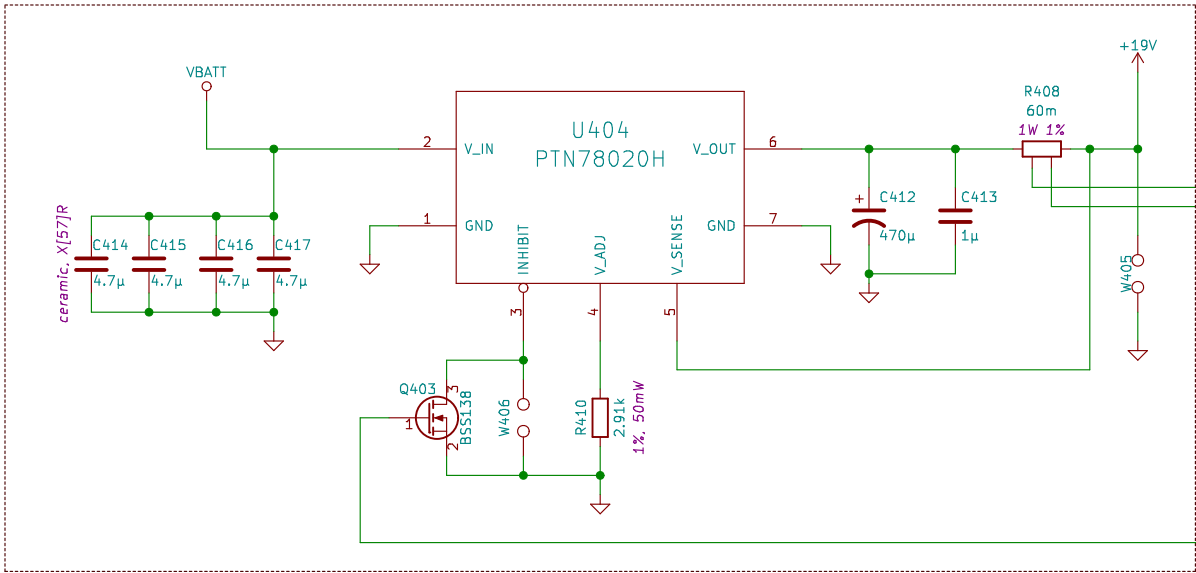 +19V
VBATT
R408
60m
1W 1%
U404
PTN78020H
2
V_IN
V_OUT
6
1
GND
GND
7
INHIBIT
V_ADJ
V_SENSE
3
4
5
C412
+
470µ
C413
1µ
ceramic, X[57]R
C414
4.7µ
C415
4.7µ
C416
4.7µ
C417
4.7µ
W405
Q403
BSS138
1
3
2
W406
R410
2.91k
1%, 50mW